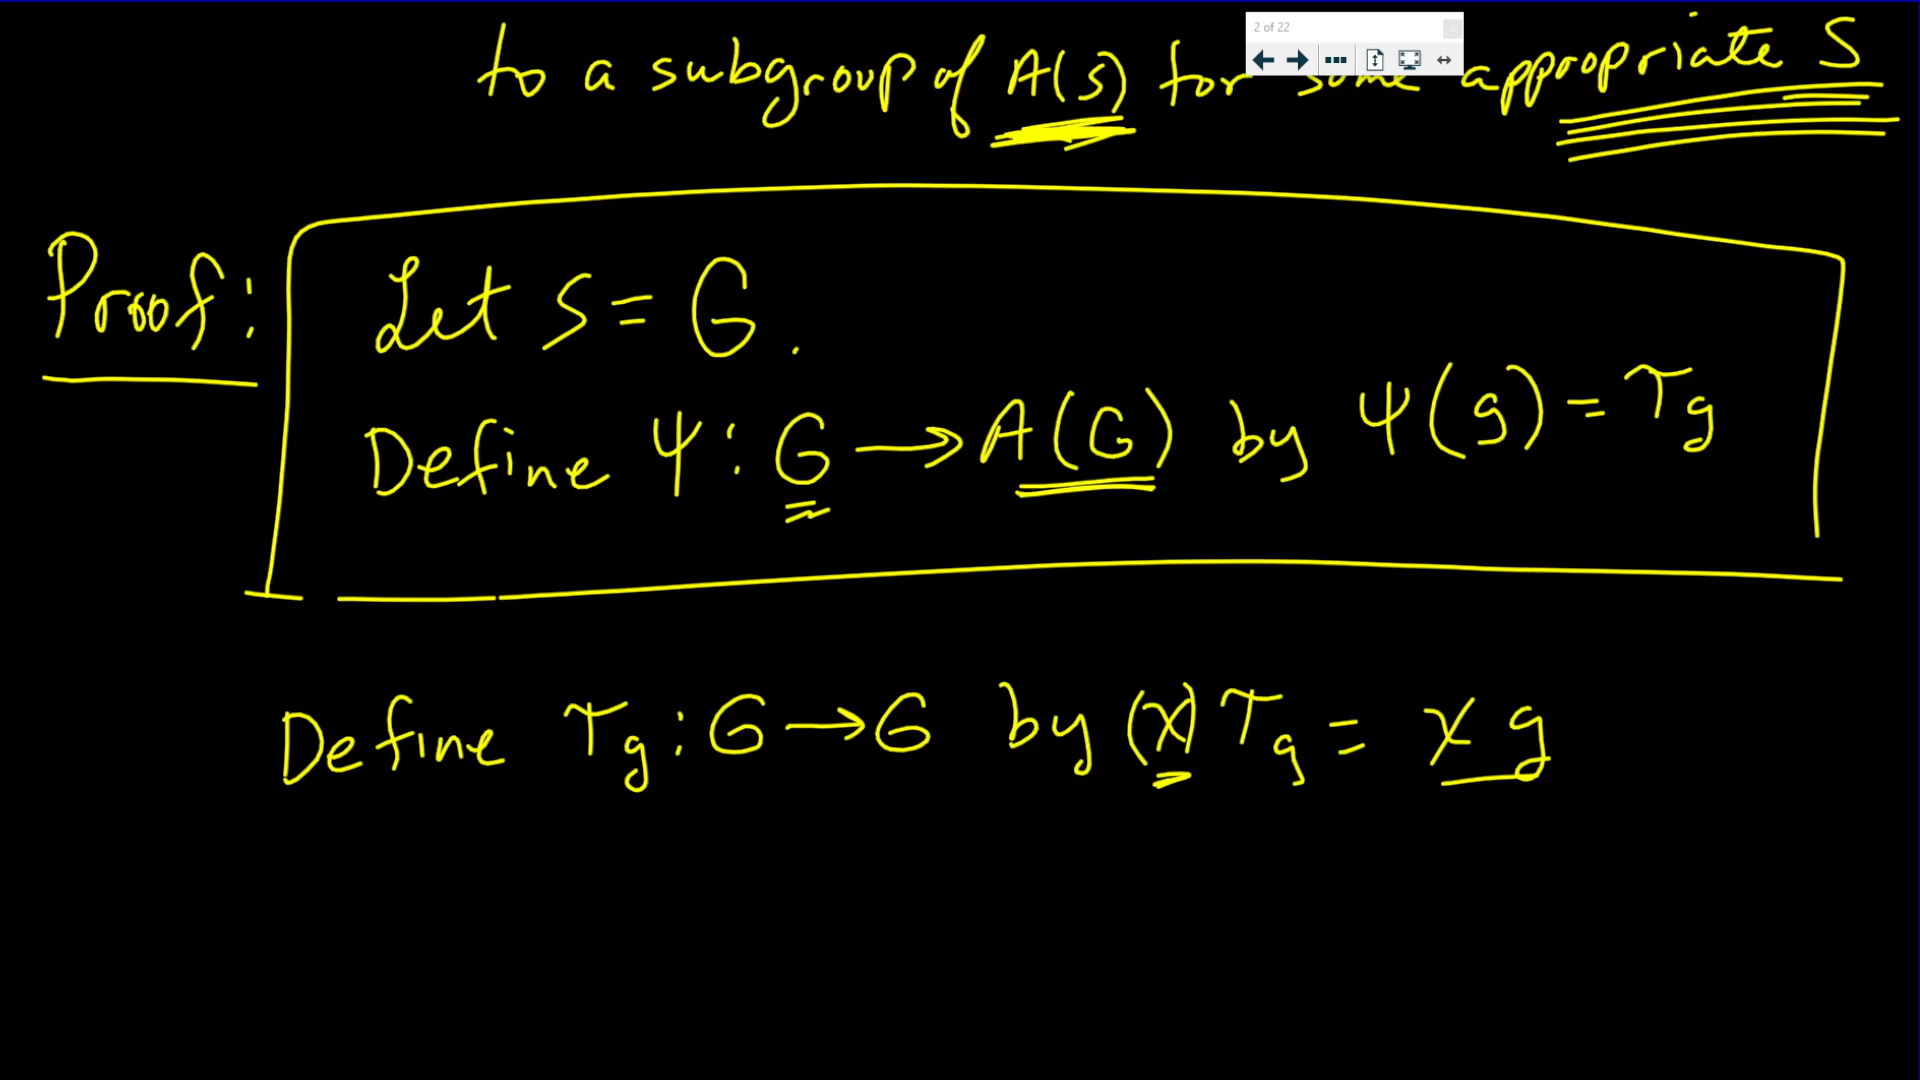 2 of 22
to a subgroup of A(S) for some appropriate S
Proof: Let S = G.
Define Ψ : G → A(G) by Ψ(g) = τg
Define τg : G → G by (x)τg = xg